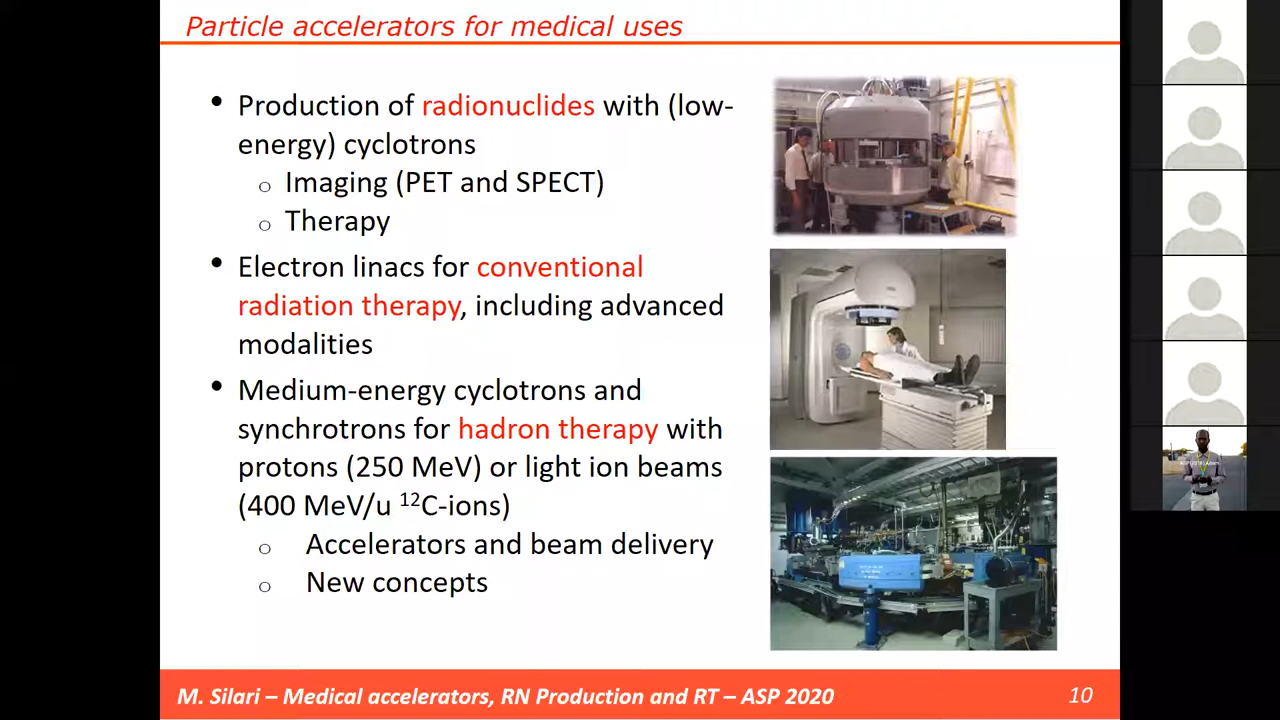 Particle accelerators for medical uses
• Production of radionuclides with (low-
energy) cyclotrons
o Imaging (PET and SPECT)
o Therapy
• Electron linacs for conventional
radiation therapy, including advanced
modalities
• Medium-energy cyclotrons and
synchrotrons for hadron therapy with
protons (250 MeV) or light ion beams
(400 MeV/u ¹²C-ions)
o Accelerators and beam delivery
o New concepts
M. Silari – Medical accelerators, RN Production and RT – ASP 2020
10